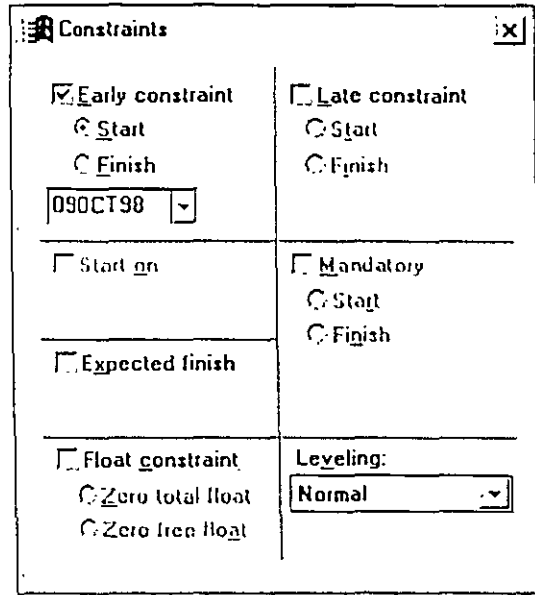 Constraints
Early constraint
Start
Finish
09OCT98
Late constraint
Start
Finish
Start on
Mandatory
Start
Finish
Expected finish
Float constraint
Zero total float
Zero free float
Leveling:
Normal